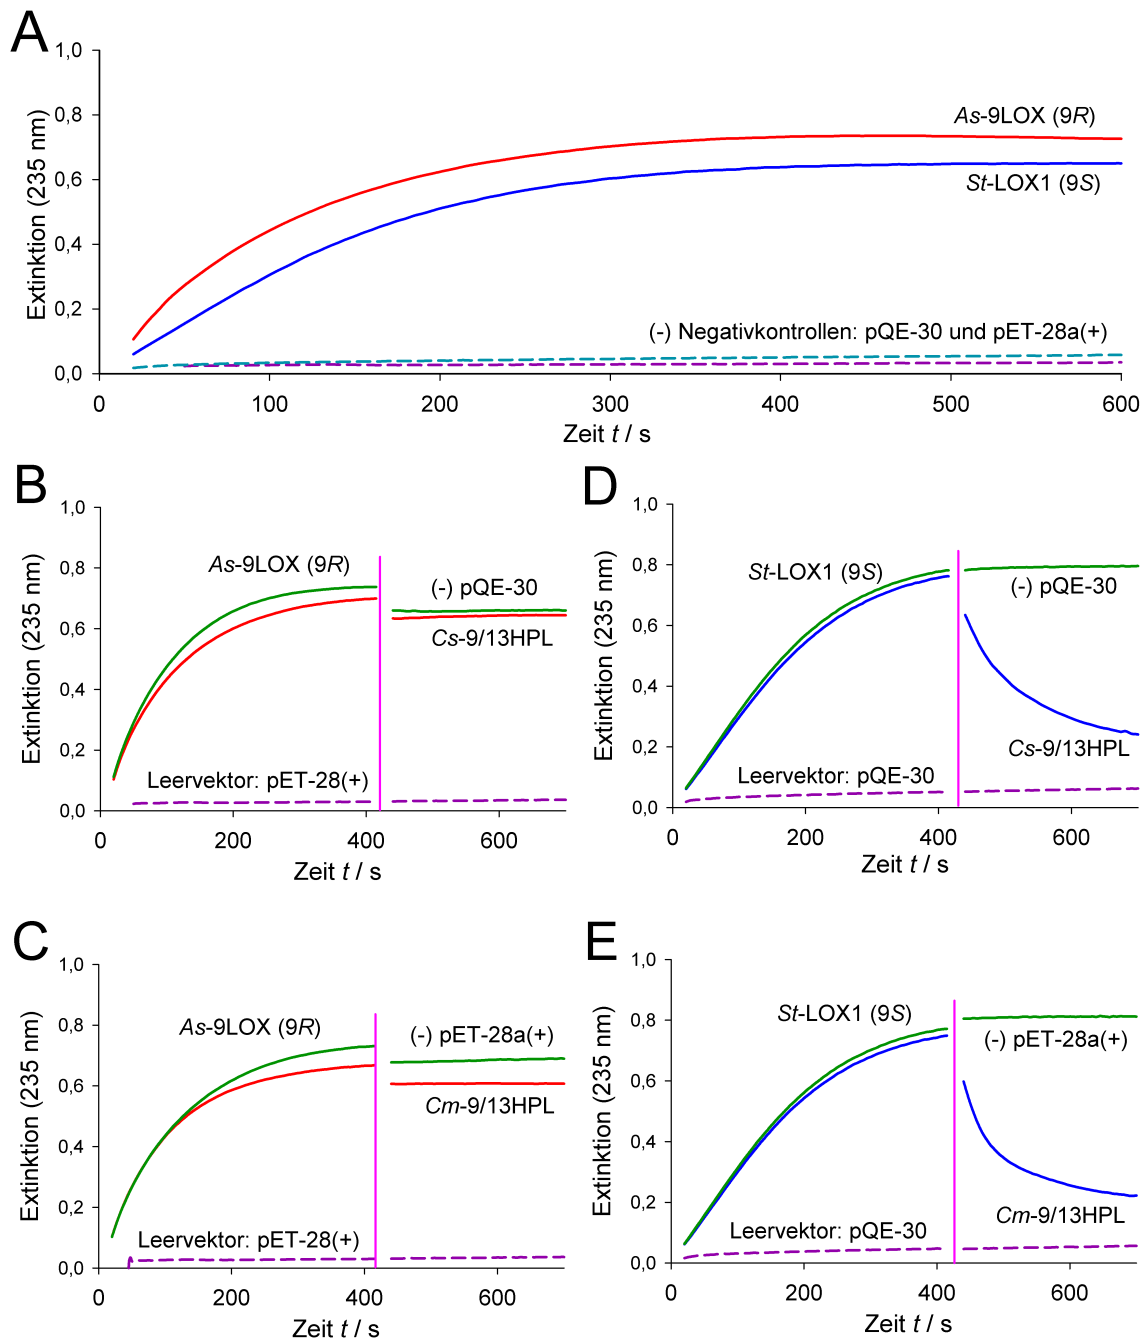 A
Extinktion (235 nm)
1,0
0,8
0,6
0,4
0,2
0,0
As-9LOX (9R)
St-LOX1 (9S)
(-) Negativkontrollen: pQE-30 und pET-28a(+)
0 100 200 300 400 500 600
Zeit t / s
B
Extinktion (235 nm)
1,0
0,8
0,6
0,4
0,2
0,0
As-9LOX (9R)
(-) pQE-30
Cs-9/13HPL
Leervektor: pET-28(+)
0 200 400 600
Zeit t / s
D
Extinktion (235 nm)
1,0
0,8
0,6
0,4
0,2
0,0
St-LOX1 (9S)
(-) pQE-30
Cs-9/13HPL
Leervektor: pQE-30
0 200 400 600
Zeit t / s
C
Extinktion (235 nm)
1,0
0,8
0,6
0,4
0,2
0,0
As-9LOX (9R)
(-) pET-28a(+)
Cm-9/13HPL
Leervektor: pET-28(+)
0 200 400 600
Zeit t / s
E
Extinktion (235 nm)
1,0
0,8
0,6
0,4
0,2
0,0
St-LOX1 (9S)
(-) pET-28a(+)
Cm-9/13HPL
Leervektor: pQE-30
0 200 400 600
Zeit t / s